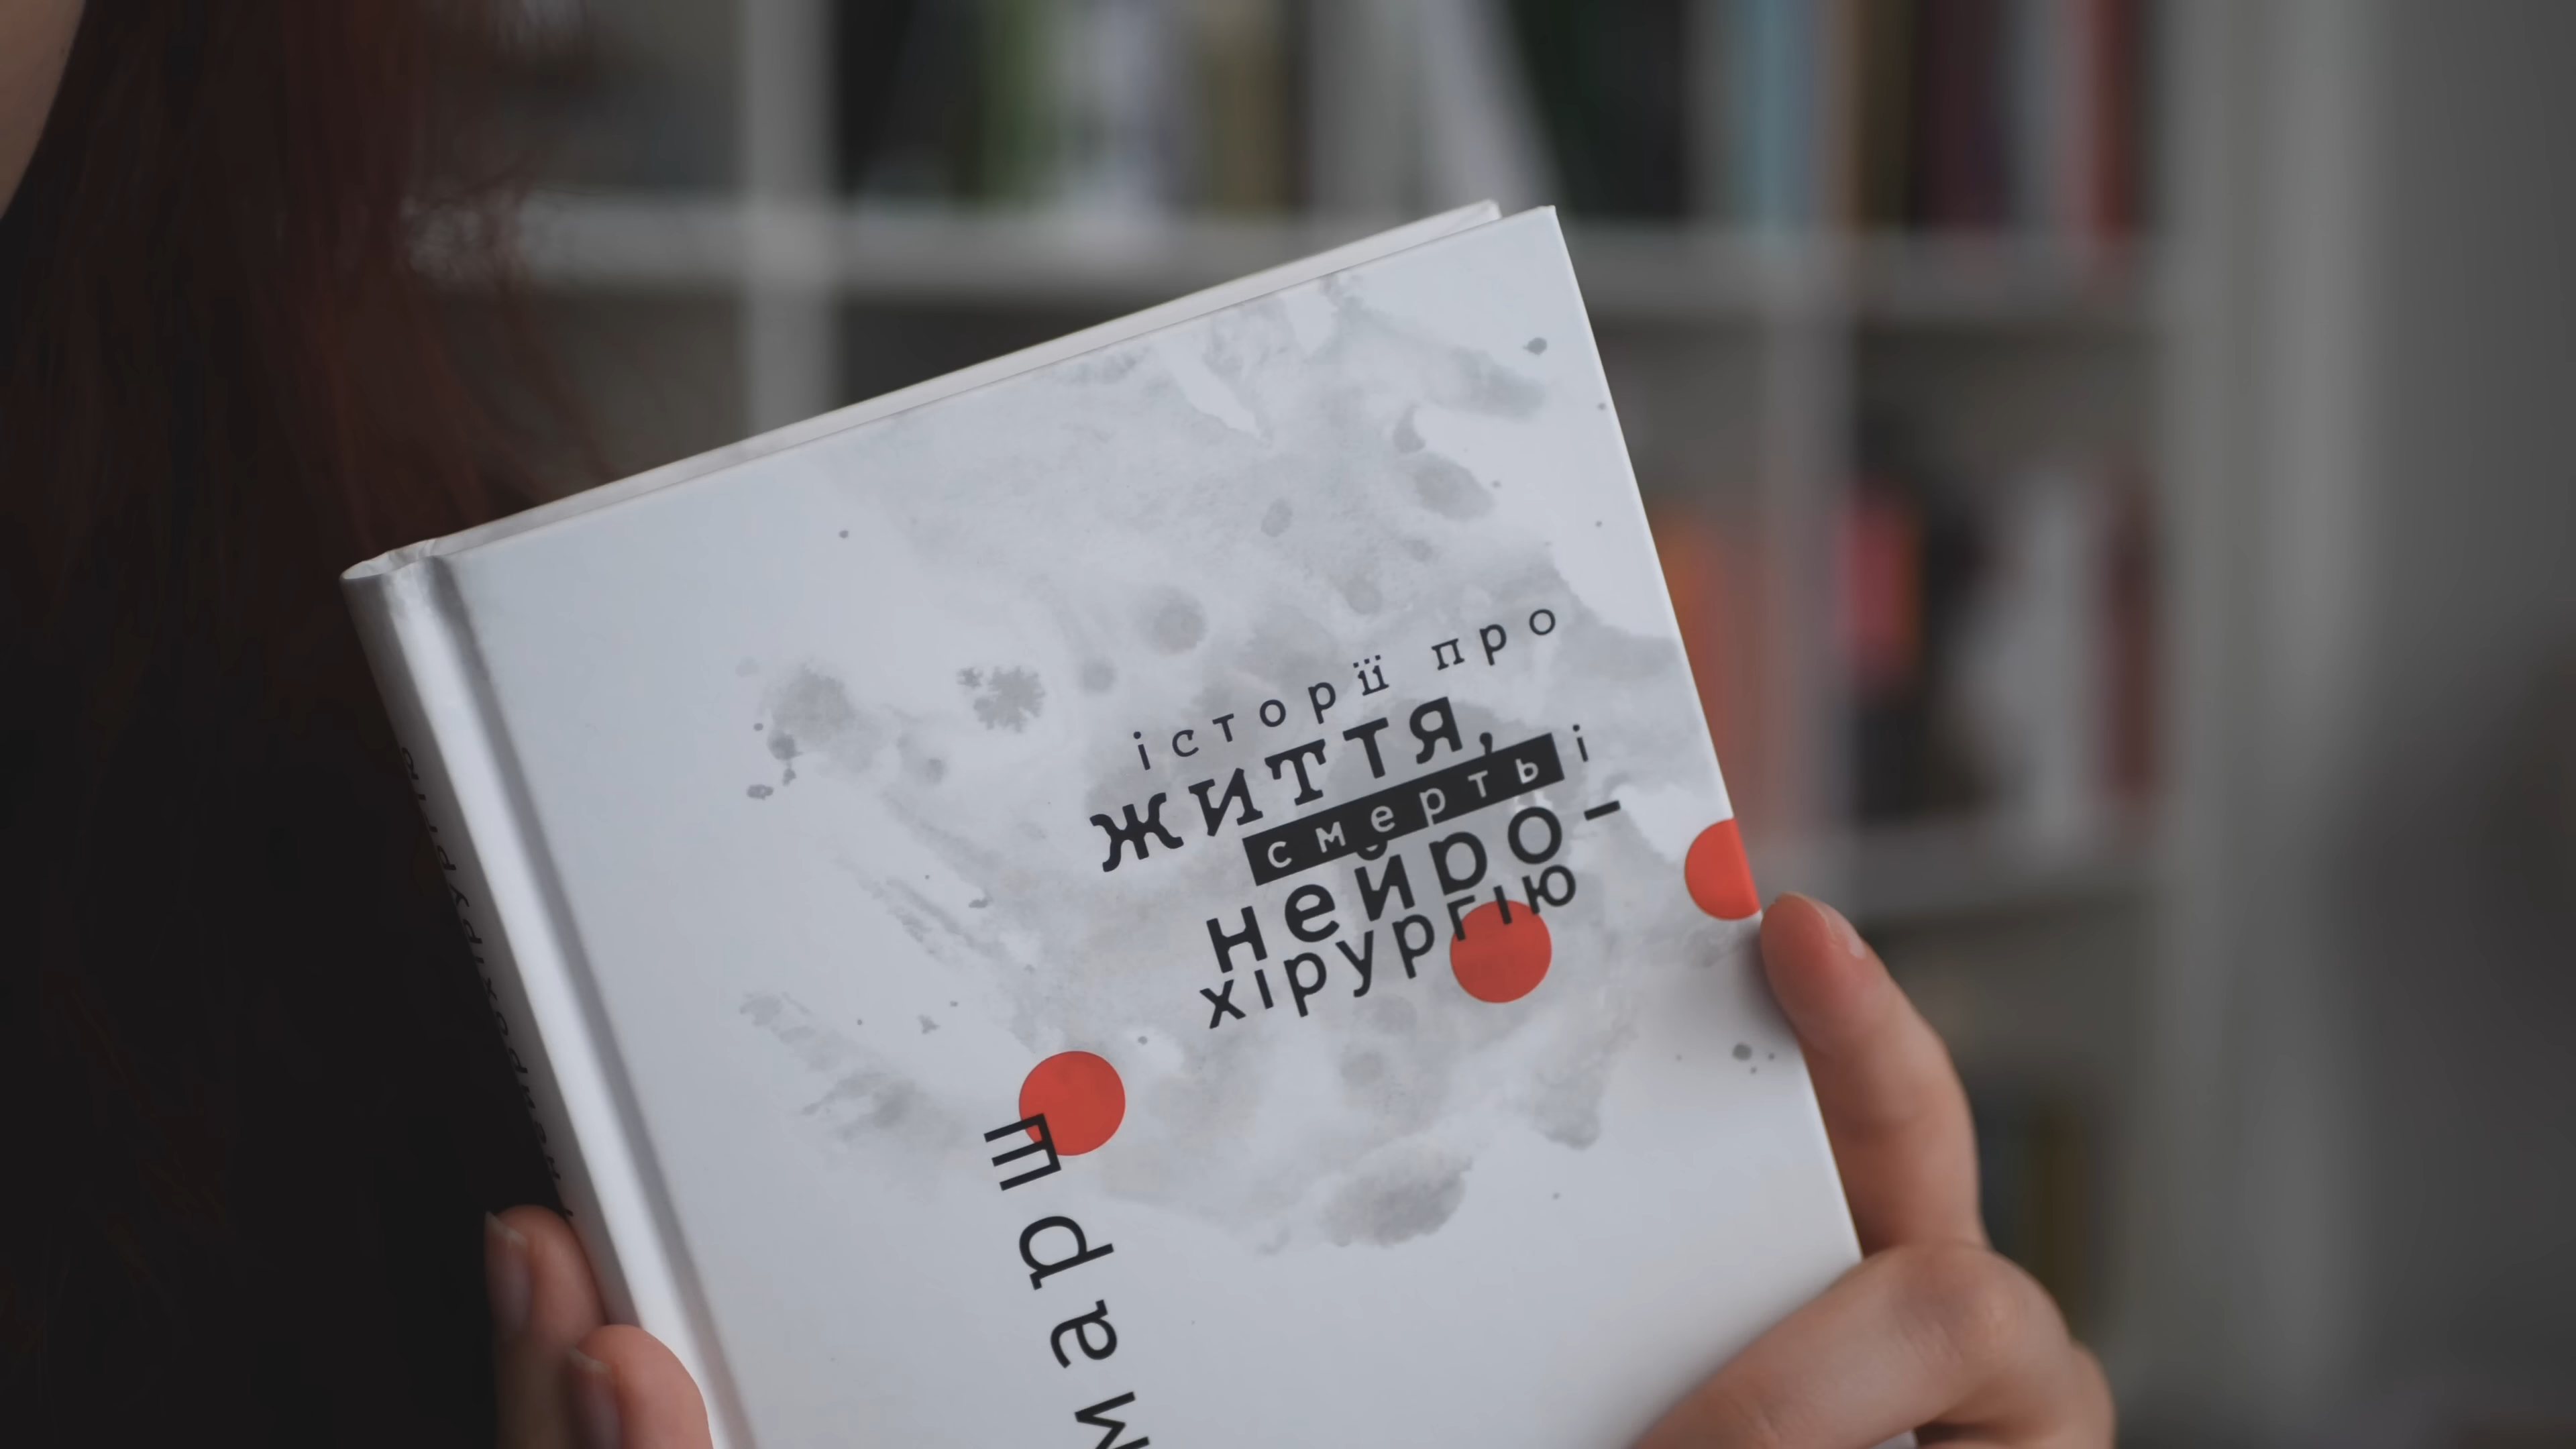 історії про
життя,
смерть і
нейро-
хірургію
марш